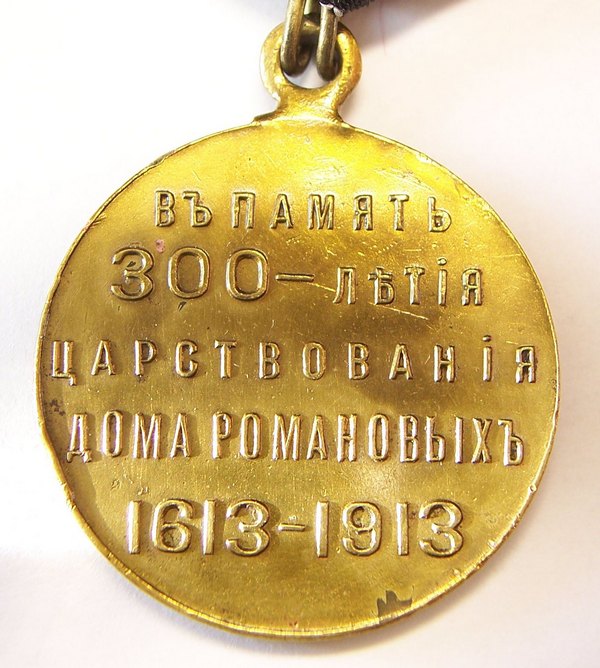 ВЪ ПАМЯТЬ
300-ЛѢТІЯ
ЦАРСТВОВАНІЯ
ДОМА РОМАНОВЫХЪ
1613-1913